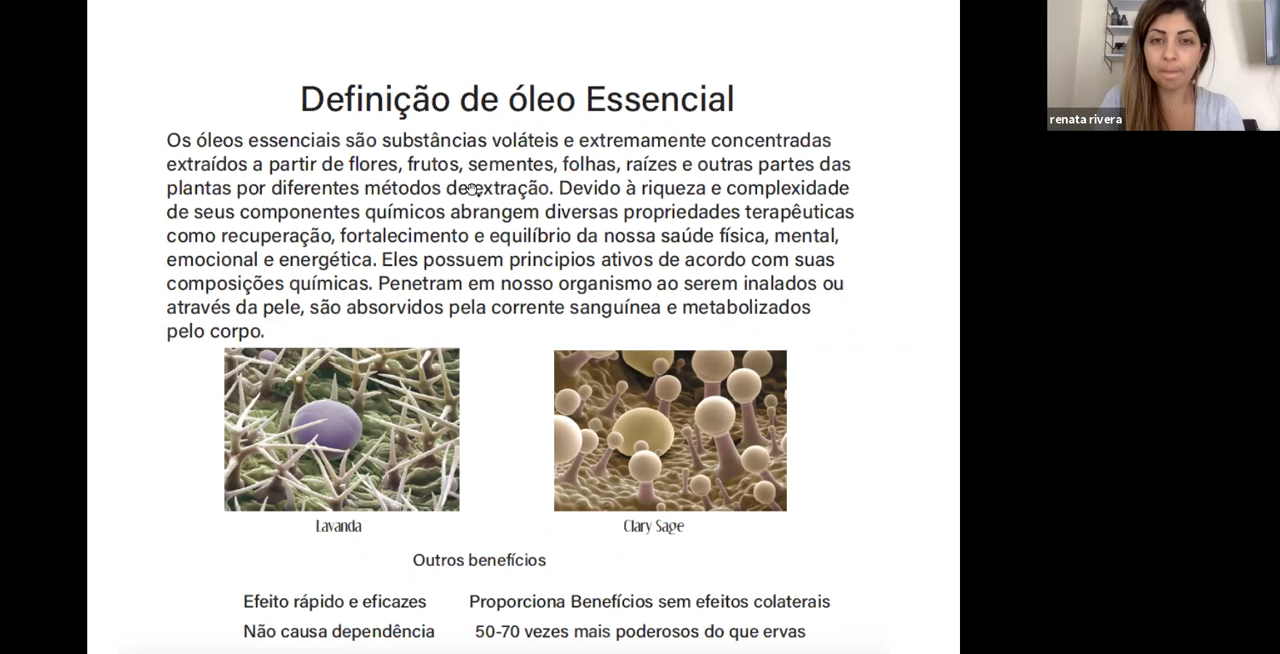 Definição de óleo Essencial
Os óleos essenciais são substâncias voláteis e extremamente concentradas
extraídos a partir de flores, frutos, sementes, folhas, raízes e outras partes das
plantas por diferentes métodos de extração. Devido à riqueza e complexidade
de seus componentes químicos abrangem diversas propriedades terapêuticas
como recuperação, fortalecimento e equilíbrio da nossa saúde física, mental,
emocional e energética. Eles possuem principios ativos de acordo com suas
composições químicas. Penetram em nosso organismo ao serem inalados ou
através da pele, são absorvidos pela corrente sanguínea e metabolizados
pelo corpo.
Lavanda
Clary Sage
Outros benefícios
Efeito rápido e eficazes
Proporciona Benefícios sem efeitos colaterais
Não causa dependência
50-70 vezes mais poderosos do que ervas
renata rivera